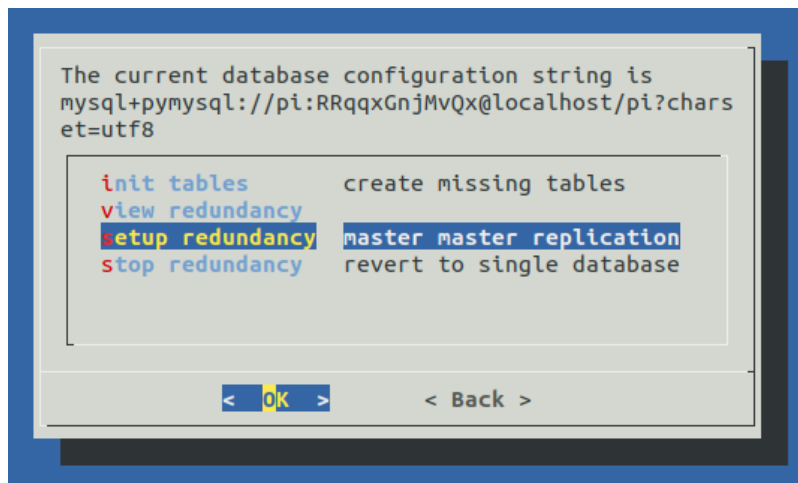 The current database configuration string is
mysql+pymysql://pi:RRqqxGnjMvQx@localhost/pi?chars
et=utf8
init tables create missing tables
view redundancy
setup redundancy master master replication
stop redundancy revert to single database
< OK > < Back >